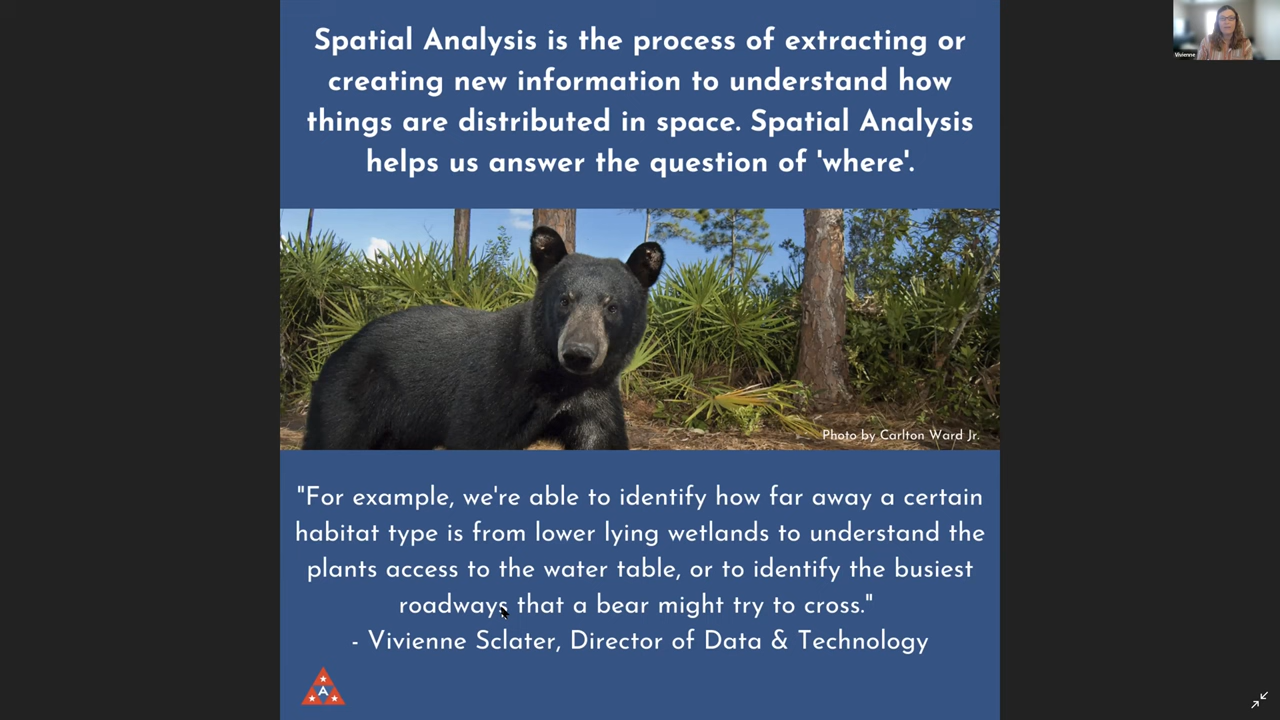 Spatial Analysis is the process of extracting or
creating new information to understand how
things are distributed in space. Spatial Analysis
helps us answer the question of 'where'.
Vivienne
Photo by Carlton Ward Jr.
"For example, we're able to identify how far away a certain
habitat type is from lower lying wetlands to understand the
plants access to the water table, or to identify the busiest
roadways that a bear might try to cross."
- Vivienne Sclater, Director of Data & Technology
A